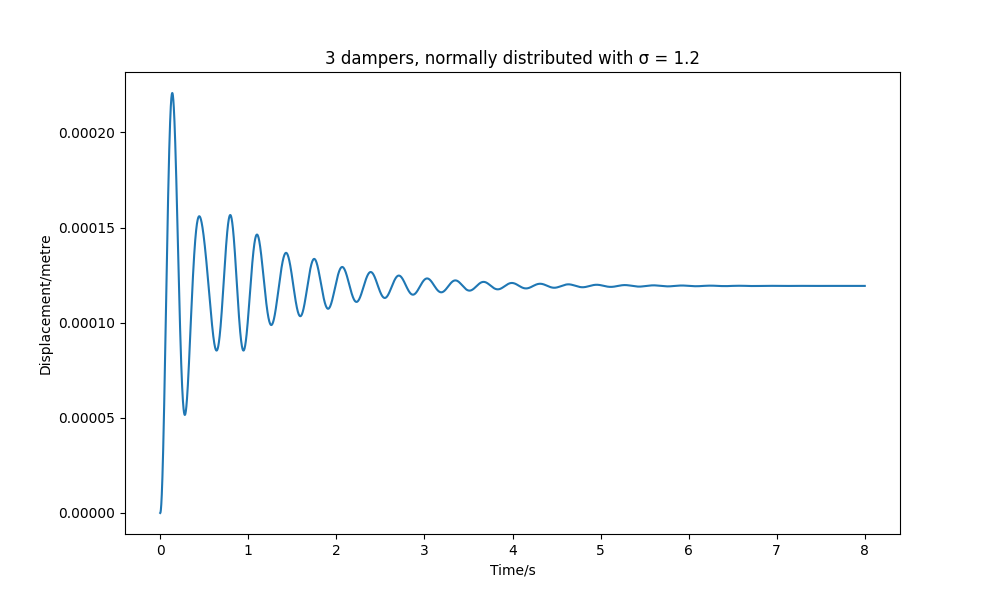 3 dampers, normally distributed with σ = 1.2
Displacement/metre
0.00020
0.00015
0.00010
0.00005
0.00000
0 1 2 3 4 5 6 7 8
Time/s